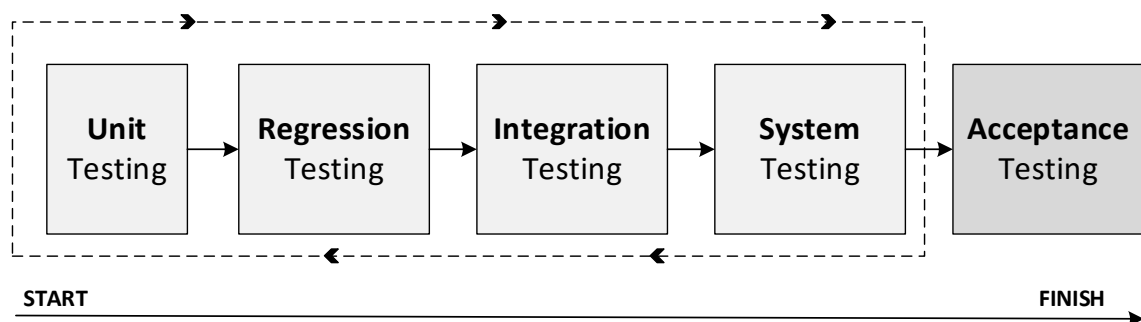 Unit
Testing
Regression
Testing
Integration
Testing
System
Testing
Acceptance
Testing
START
FINISH